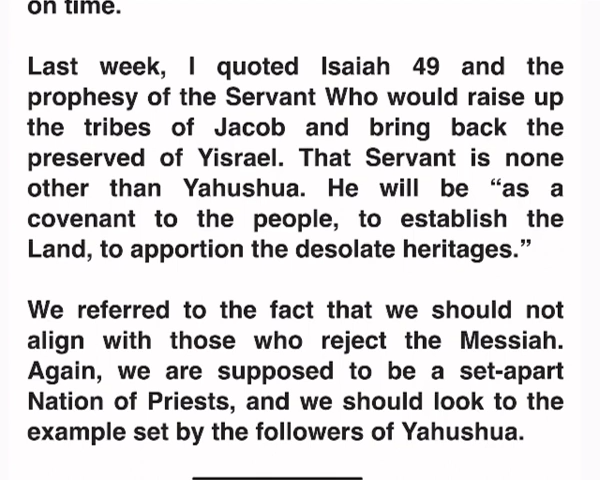 on time.
Last week, I quoted Isaiah 49 and the
prophesy of the Servant Who would raise up
the tribes of Jacob and bring back the
preserved of Yisrael. That Servant is none
other than Yahushua. He will be “as a
covenant to the people, to establish the
Land, to apportion the desolate heritages.”
We referred to the fact that we should not
align with those who reject the Messiah.
Again, we are supposed to be a set-apart
Nation of Priests, and we should look to the
example set by the followers of Yahushua.